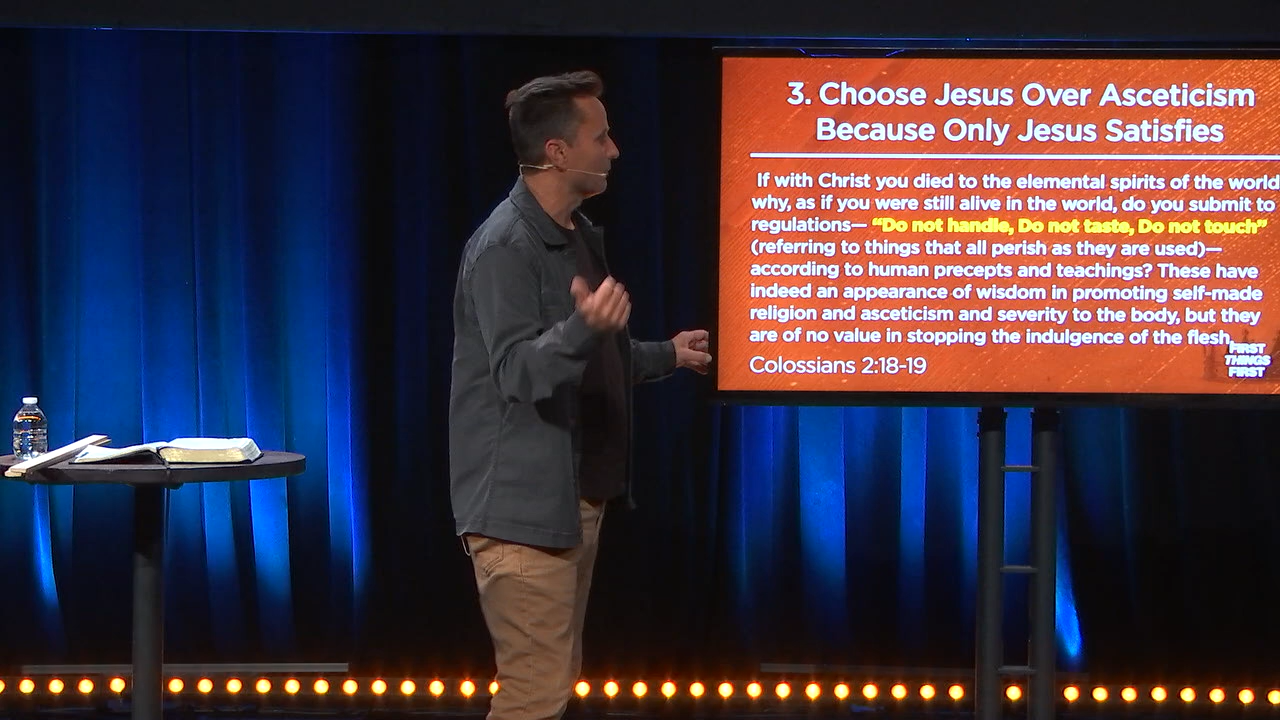 3. Choose Jesus Over Asceticism
Because Only Jesus Satisfies
If with Christ you died to the elemental spirits of the world
why, as if you were still alive in the world, do you submit to
regulations— “Do not handle, Do not taste, Do not touch”
(referring to things that all perish as they are used)—
according to human precepts and teachings? These have
indeed an appearance of wisdom in promoting self-made
religion and asceticism and severity to the body, but they
are of no value in stopping the indulgence of the flesh.
Colossians 2:18-19
FIRST
THINGS
FIRST